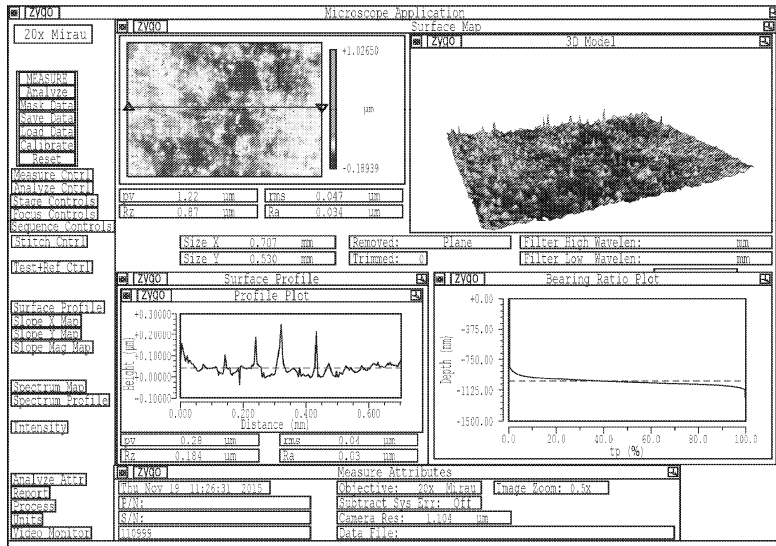 zygo Microscope Application
20x Mirau
MEASURE
Analyze
Mask Data
Save Data
Load Data
Calibrate
Reset
Measure Cntrl
Analyze Cntrl
Stage Controls
Focus Controls
Sequence Controls
Stitch Cntrl
Test+Ref Ctrl
Surface Profile
Slope X Map
Slope Y Map
Slope Mag Map
Spectrum Map
Spectrum Profile
Intensity
Analyze Attr
Report
Process
Units
Video Monitor
zygo Surface Map
zygo 3D Model
+1.02650
µm
-0.18939
pv 1.22 µm rms 0.047 µm
Rz 0.87 µm Ra 0.034 µm
Size X 0.707 mm Removed: Plane Filter High Wavelen: mm
Size Y 0.530 mm Trimmed: 0 Filter Low Wavelen: mm
zygo Surface Profile
zygo Profile Plot
+0.30000
+0.20000
+0.10000
+0.00000
-0.10000
Height (µm)
0.000 0.200 0.400 0.600
Distance (mm)
pv 0.28 µm rms 0.04 µm
Rz 0.184 µm Ra 0.03 µm
zygo Bearing Ratio Plot
+0.00
-375.00
-750.00
-1125.00
-1500.00
Depth (nm)
0.0 20.0 40.0 60.0 80.0 100.0
tp (%)
zygo Measure Attributes
Thu Nov 19 11:26:31 2015 Objective: 20x Mirau Image Zoom: 0.5x
P/N: Subtract Sys Err: Off
S/N: Camera Res: 1.104 µm
110999 Data File: